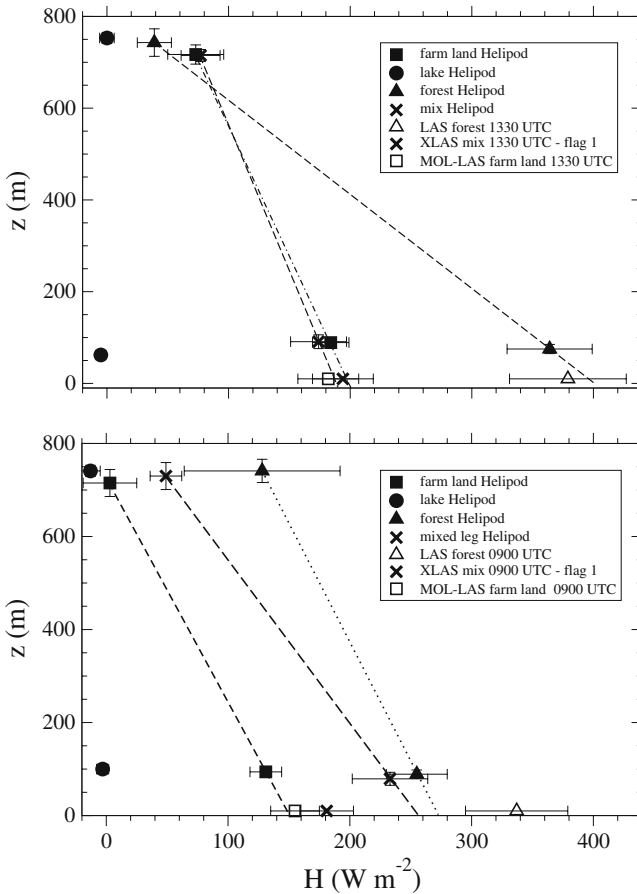 800
600
400
200
0
z (m)
farm land Helipod
lake Helipod
forest Helipod
mix Helipod
LAS forest 1330 UTC
XLAS mix 1330 UTC - flag 1
MOL-LAS farm land 1330 UTC
800
600
400
200
0
z (m)
farm land Helipod
lake Helipod
forest Helipod
mixed leg Helipod
LAS forest 0900 UTC
XLAS mix 0900 UTC - flag 1
MOL-LAS farm land 0900 UTC
0 100 200 300 400
H (W m⁻²)